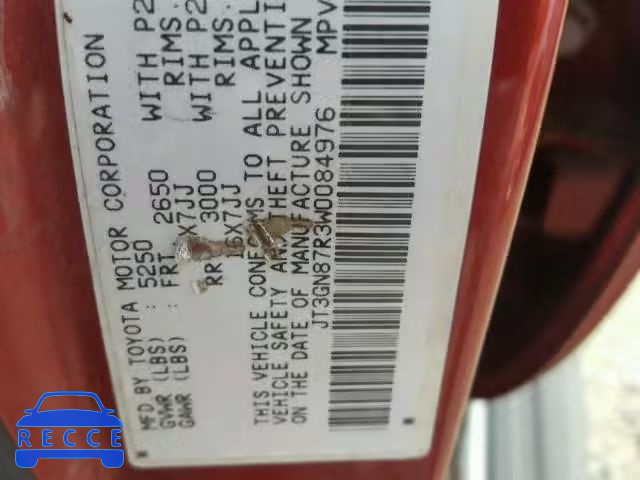 MFD BY TOYOTA MOTOR CORPORATION
GVWR (LBS) : 5250 WITH P2
GAWR (LBS) : FRT 2650 RIMS.
X7JJ WITH P2
RR 3000 RIMS.
16X7JJ
THIS VEHICLE TO ALL APPL
VEHICLE SAFETY THEFT PREVENTI
ON THE DATE OF MANUFACTURE SHOWN
JT3GN87R3W0084976 MPV
RECCE